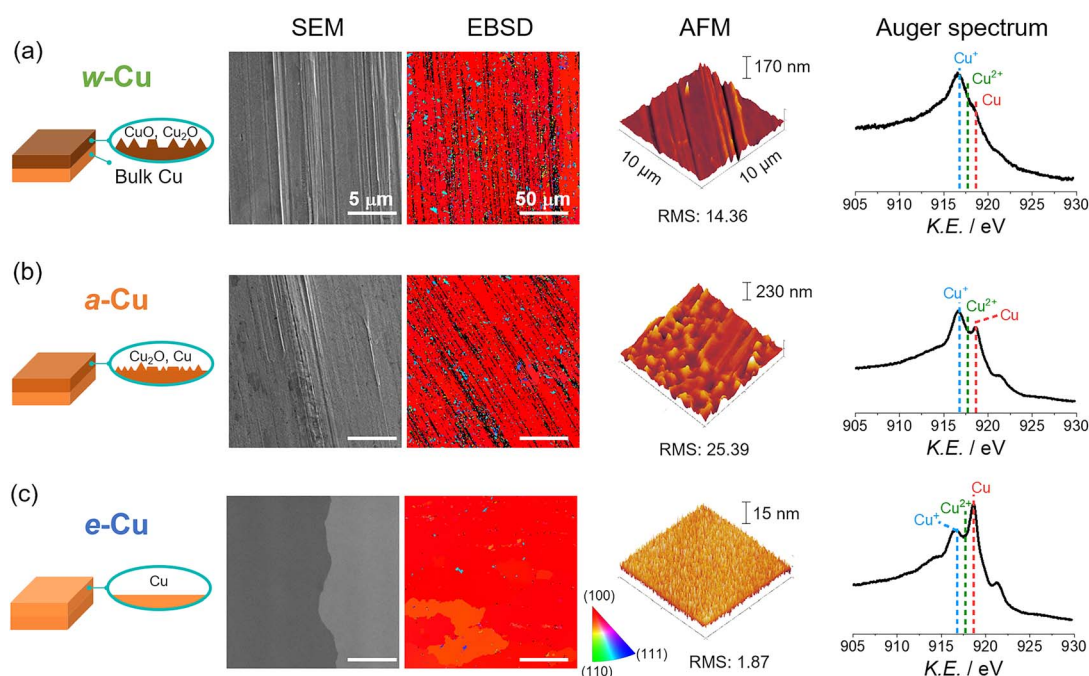 SEM EBSD AFM Auger spectrum
(a)
w-Cu
CuO, Cu₂O
Bulk Cu
5 μm
50 μm
170 nm
10 μm
10 μm
RMS: 14.36
Cu⁺
Cu²⁺
Cu
905 910 915 920 925 930
K.E. / eV
(b)
a-Cu
Cu₂O, Cu
230 nm
RMS: 25.39
Cu⁺
Cu²⁺
Cu
905 910 915 920 925 930
K.E. / eV
(c)
e-Cu
Cu
(100)
(111)
(110)
15 nm
RMS: 1.87
Cu
Cu²⁺
Cu⁺
905 910 915 920 925 930
K.E. / eV